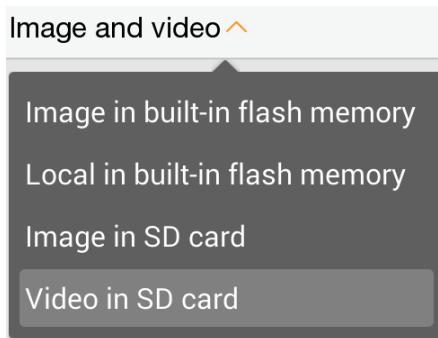 Image and video
Image in built-in flash memory
Local in built-in flash memory
Image in SD card
Video in SD card